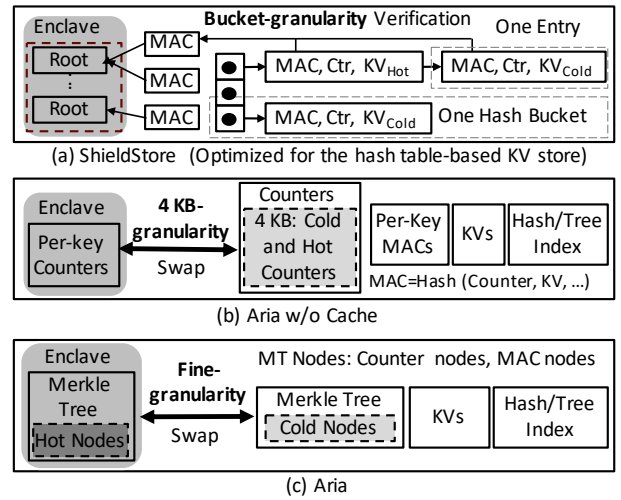 Enclave
Bucket-granularity Verification
One Entry
Root
MAC
MAC, Ctr, KVHot
MAC, Ctr, KVCold
⋮
MAC
Root
MAC
MAC, Ctr, KVCold
One Hash Bucket
(a) ShieldStore (Optimized for the hash table-based KV store)
Enclave
4 KB-
granularity
Swap
Per-key
Counters
Counters
4 KB: Cold
and Hot
Counters
Per-Key
MACs
KVs
Hash/Tree
Index
MAC=Hash (Counter, KV, ...)
(b) Aria w/o Cache
Enclave
Merkle
Tree
Hot Nodes
Fine-
granularity
Swap
MT Nodes: Counter nodes, MAC nodes
Merkle Tree
Cold Nodes
KVs
Hash/Tree
Index
(c) Aria